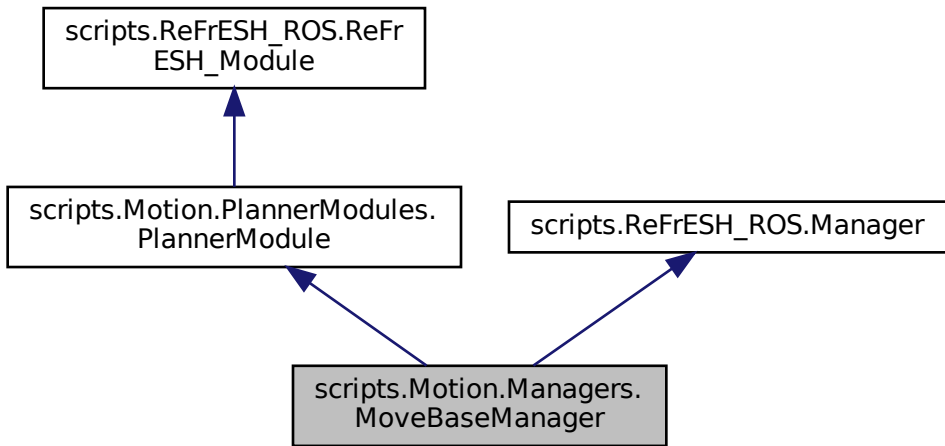 scripts.ReFrESH_ROS.ReFr
ESH_Module
scripts.Motion.PlannerModules.
PlannerModule
scripts.ReFrESH_ROS.Manager
scripts.Motion.Managers.
MoveBaseManager